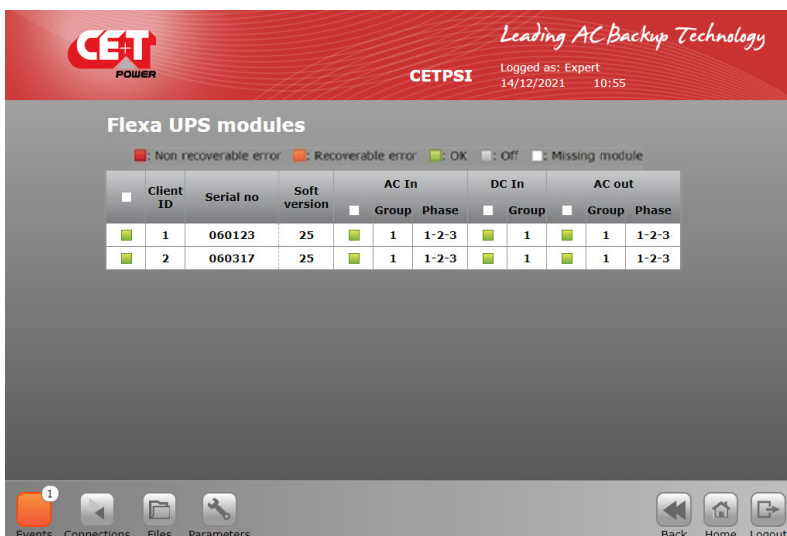 Leading AC Backup Technology
CE+T
POWER
CETPSI
Logged as: Expert
14/12/2021 10:55
Flexa UPS modules
: Non recoverable error : Recoverable error : OK : Off : Missing module
Client ID Serial no Soft version AC In DC In AC out
Group Phase Group Group Phase
1 060123 25 1 1-2-3 1 1 1-2-3
2 060317 25 1 1-2-3 1 1 1-2-3
1
Events Connections Files Parameters Back Home Logout